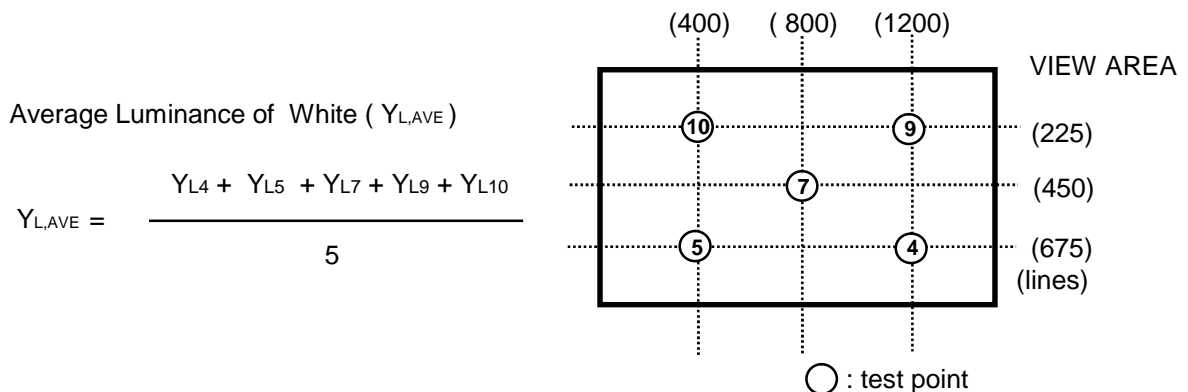 (400) ( 800) (1200)
VIEW AREA
Average Luminance of White ( YL,AVE )
10 9 (225)
YL4 + YL5 + YL7 + YL9 + YL10
7 (450)
YL,AVE =
5
5 4 (675)
(lines)
: test point